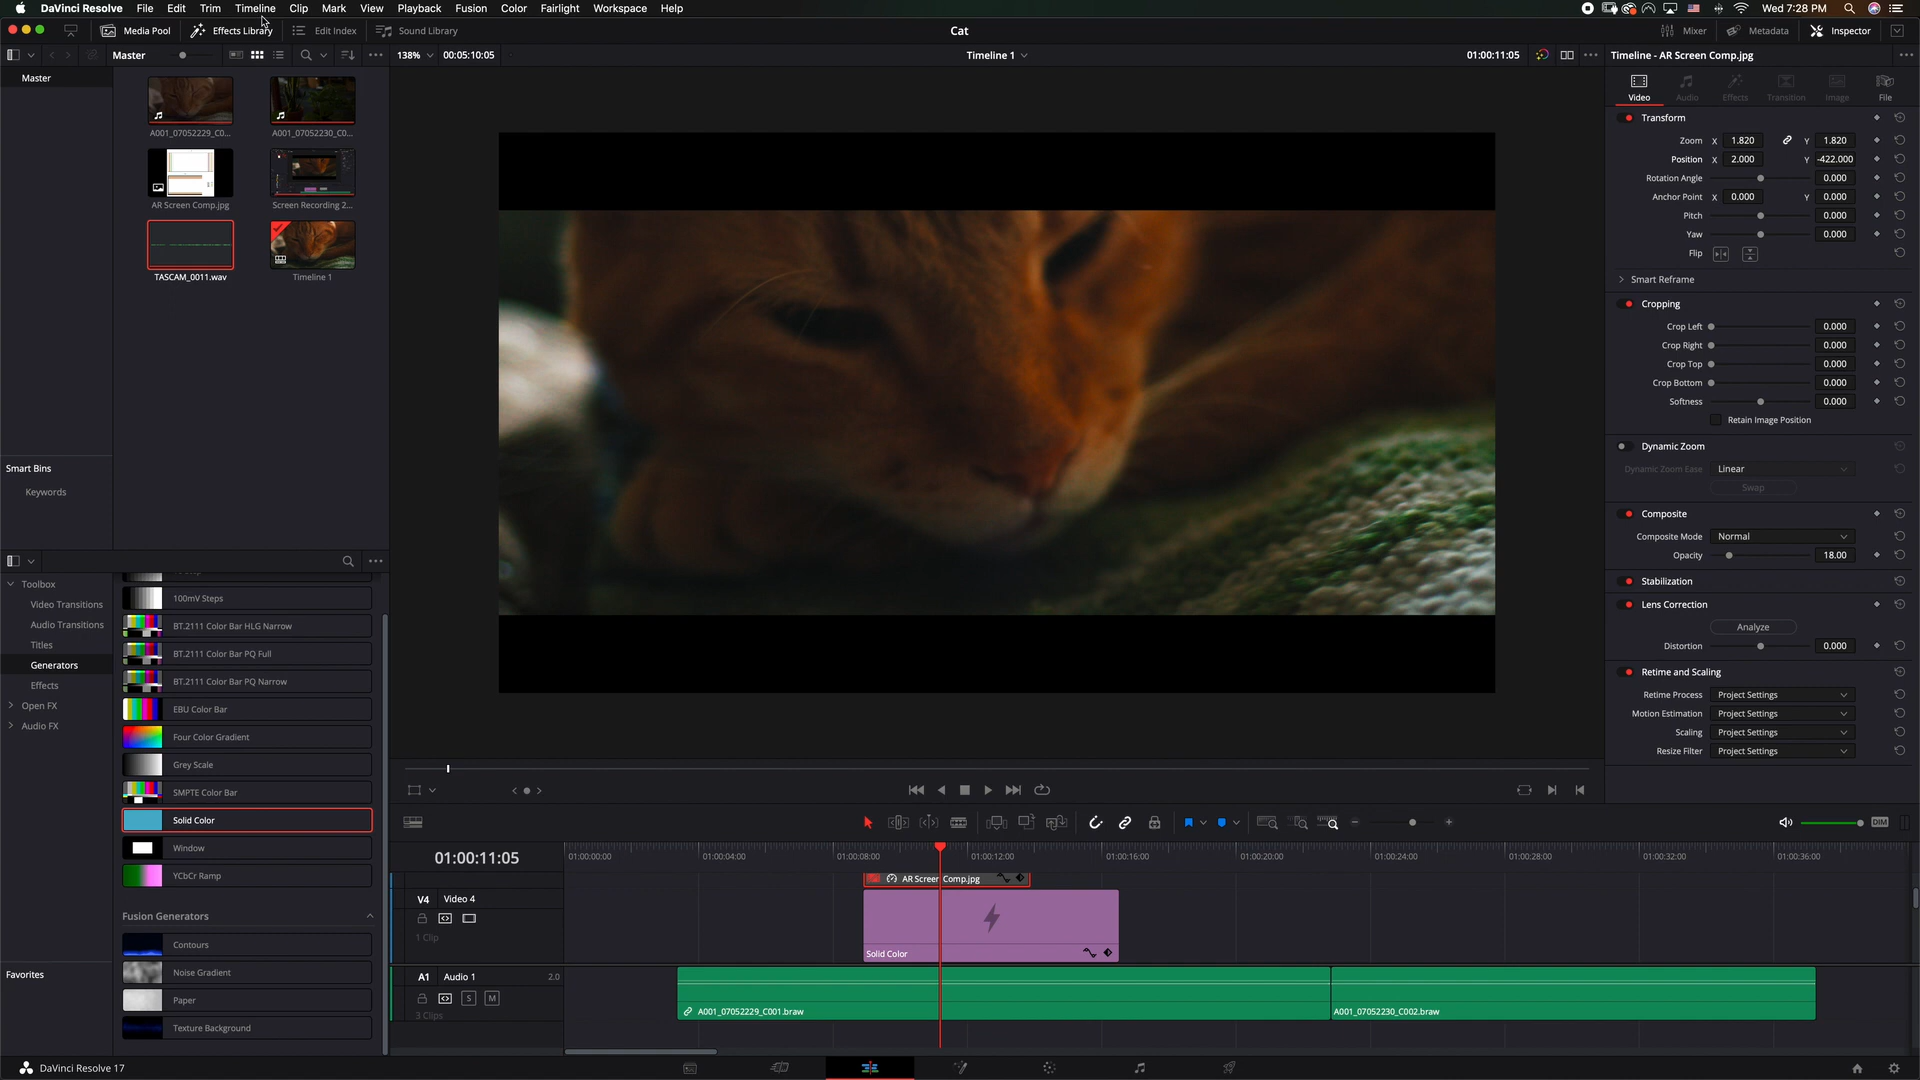 DaVinci Resolve File Edit Trim Timeline Clip Mark View Playback Fusion Color Fairlight Workspace Help Wed 7:28 PM
Media Pool Effects Library Edit Index Sound Library Cat Mixer Metadata Inspector
Master 138% 00:05:10:05 Timeline 1 01:00:11:05 Timeline - AR Screen Comp.jpg
Master
A001_07052229_C0... A001_07052230_C0...
AR Screen Comp.jpg Screen Recording 2...
TASCAM_0011.wav Timeline 1
Smart Bins
Keywords
Video Audio Effects Transition Image File
Transform
Zoom X 1.820 Y 1.820
Position X 2.000 Y -422.000
Rotation Angle 0.000
Anchor Point X 0.000 Y 0.000
Pitch 0.000
Yaw 0.000
Flip
Smart Reframe
Cropping
Crop Left 0.000
Crop Right 0.000
Crop Top 0.000
Crop Bottom 0.000
Softness 0.000
Retain Image Position
Dynamic Zoom
Dynamic Zoom Ease Linear
Swap
Composite
Composite Mode Normal
Opacity 18.00
Stabilization
Lens Correction
Analyze
Distortion 0.000
Retime and Scaling
Retime Process Project Settings
Motion Estimation Project Settings
Scaling Project Settings
Resize Filter Project Settings
Toolbox
Video Transitions
Audio Transitions
Titles
Generators
Effects
Open FX
Audio FX
Favorites
100mV Steps
BT.2111 Color Bar HLG Narrow
BT.2111 Color Bar PQ Full
BT.2111 Color Bar PQ Narrow
EBU Color Bar
Four Color Gradient
Grey Scale
SMPTE Color Bar
Solid Color
Window
YCbCr Ramp
Fusion Generators
Contours
Noise Gradient
Paper
Texture Background
DIM
01:00:11:05 01:00:00:00 01:00:04:00 01:00:08:00 01:00:12:00 01:00:16:00 01:00:20:00 01:00:24:00 01:00:28:00 01:00:32:00 01:00:36:00
AR Screen Comp.jpg
V4 Video 4
1 Clip
Solid Color
A1 Audio 1 2.0
S M
3 Clips
A001_07052229_C001.braw A001_07052230_C002.braw
DaVinci Resolve 17